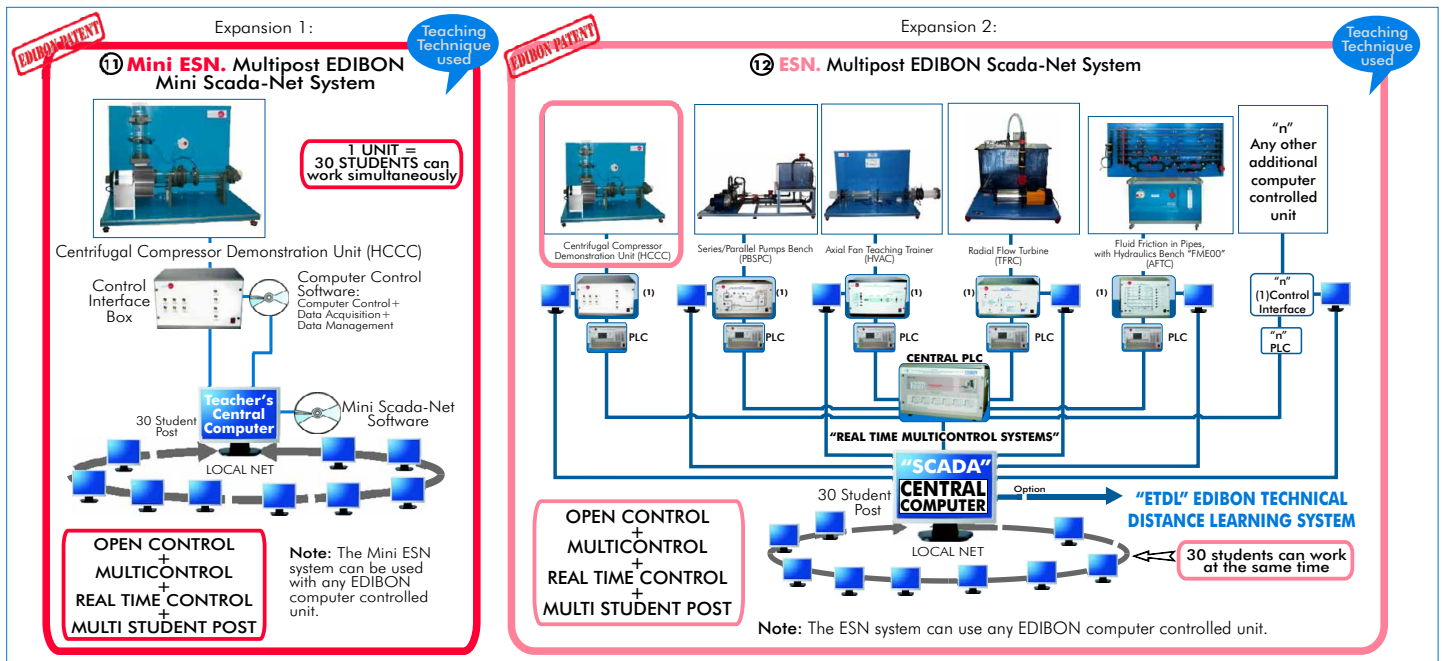 Expansion 1:
EDIBON PATENT
Teaching
Technique
used
11 Mini ESN. Multipost EDIBON
Mini Scada-Net System
1 UNIT =
30 STUDENTS can
work simultaneously
Centrifugal Compressor Demonstration Unit (HCCC)
Control
Interface
Box
Computer Control
Software:
Computer Control+
Data Acquisition+
Data Management
Teacher's
Central
Computer
Mini Scada-Net
Software
30 Student
Post
LOCAL NET
OPEN CONTROL
+
MULTICONTROL
+
REAL TIME CONTROL
+
MULTI STUDENT POST
Note: The Mini ESN
system can be used
with any EDIBON
computer controlled
unit.
Expansion 2:
EDIBON PATENT
Teaching
Technique
used
12 ESN. Multipost EDIBON Scada-Net System
Centrifugal Compressor
Demonstration Unit (HCCC)
Series/Parallel Pumps Bench
(PBSPC)
Axial Fan Teaching Trainer
(HVAC)
Radial Flow Turbine
(TFRC)
Fluid Friction in Pipes,
with Hydraulics Bench "FME00"
(AFTC)
"n"
Any other
additional
computer
controlled
unit
(1)
(1)
(1)
(1)
(1)
"n"
(1)Control
Interface
PLC
PLC
PLC
PLC
PLC
"n"
PLC
CENTRAL PLC
"REAL TIME MULTICONTROL SYSTEMS"
"SCADA"
CENTRAL
COMPUTER
Option
"ETDL" EDIBON TECHNICAL
DISTANCE LEARNING SYSTEM
30 Student
Post
LOCAL NET
30 students can work
at the same time
OPEN CONTROL
+
MULTICONTROL
+
REAL TIME CONTROL
+
MULTI STUDENT POST
Note: The ESN system can use any EDIBON computer controlled unit.